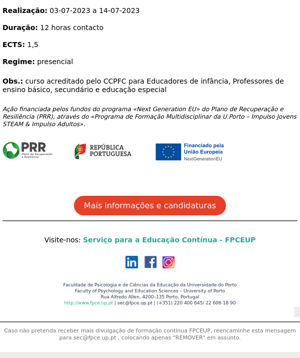 Realização: 03-07-2023 a 14-07-2023
Duração: 12 horas contacto
ECTS: 1,5
Regime: presencial
Obs.: curso acreditado pelo CCPFC para Educadores de infância, Professores de
ensino básico, secundário e educação especial
Ação financiada pelos fundos do programa «Next Generation EU» do Plano de Recuperação e
Resiliência (PRR), através do «Programa de Formação Multidisciplinar da U.Porto – Impulso Jovens
STEAM & Impulso Adultos».
PRR
Plano de Recuperação
e Resiliência
REPÚBLICA
PORTUGUESA
Financiado pela
União Europeia
NextGenerationEU
Mais informações e candidaturas
Visite-nos: Serviço para a Educação Contínua - FPCEUP
Faculdade de Psicologia e de Ciências da Educação da Universidade do Porto
Faculty of Psychology and Education Sciences – University of Porto
Rua Alfredo Allen, 4200-135 Porto, Portugal
http://www.fpce.up.pt | sec@fpce.up.pt | (+351) 220 400 645/ 22 606 18 90
Caso não pretenda receber mais divulgação de formação contínua FPCEUP, reencaminhe esta mensagem
para sec@fpce.up.pt , colocando apenas "REMOVER" em assunto.